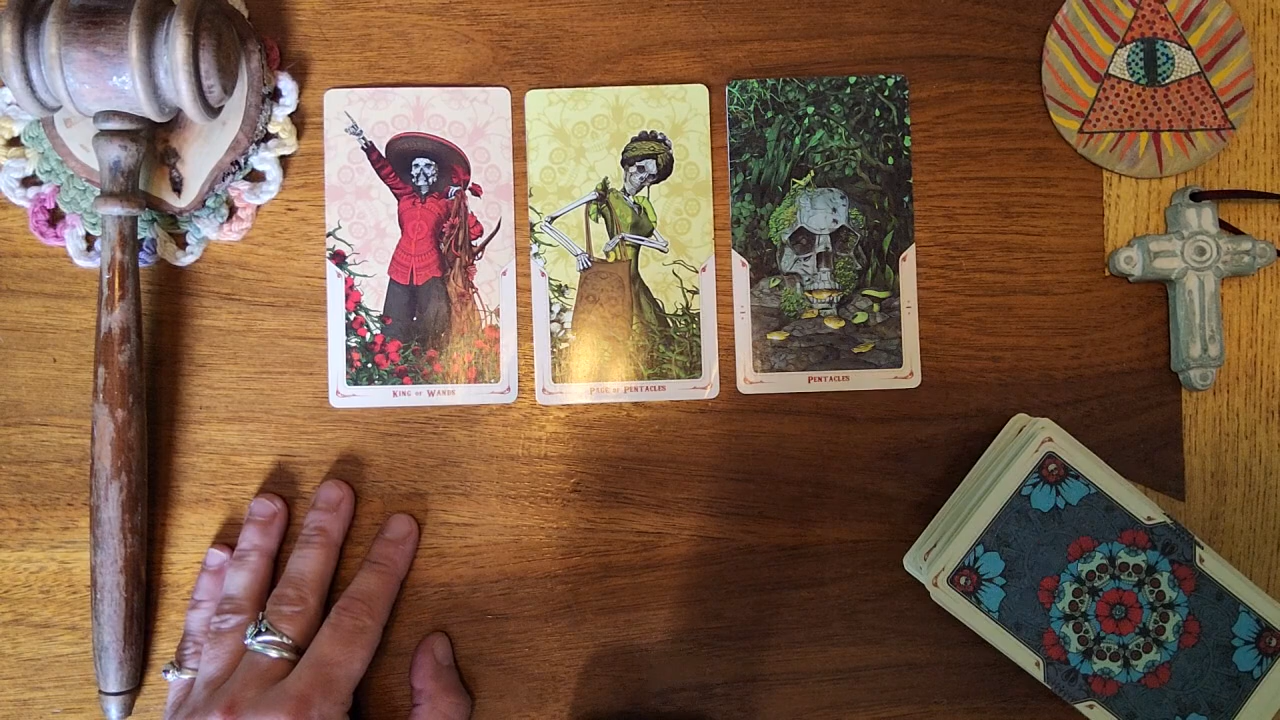 KING OF WANDS
PAGE OF PENTACLES
I
I
PENTACLES